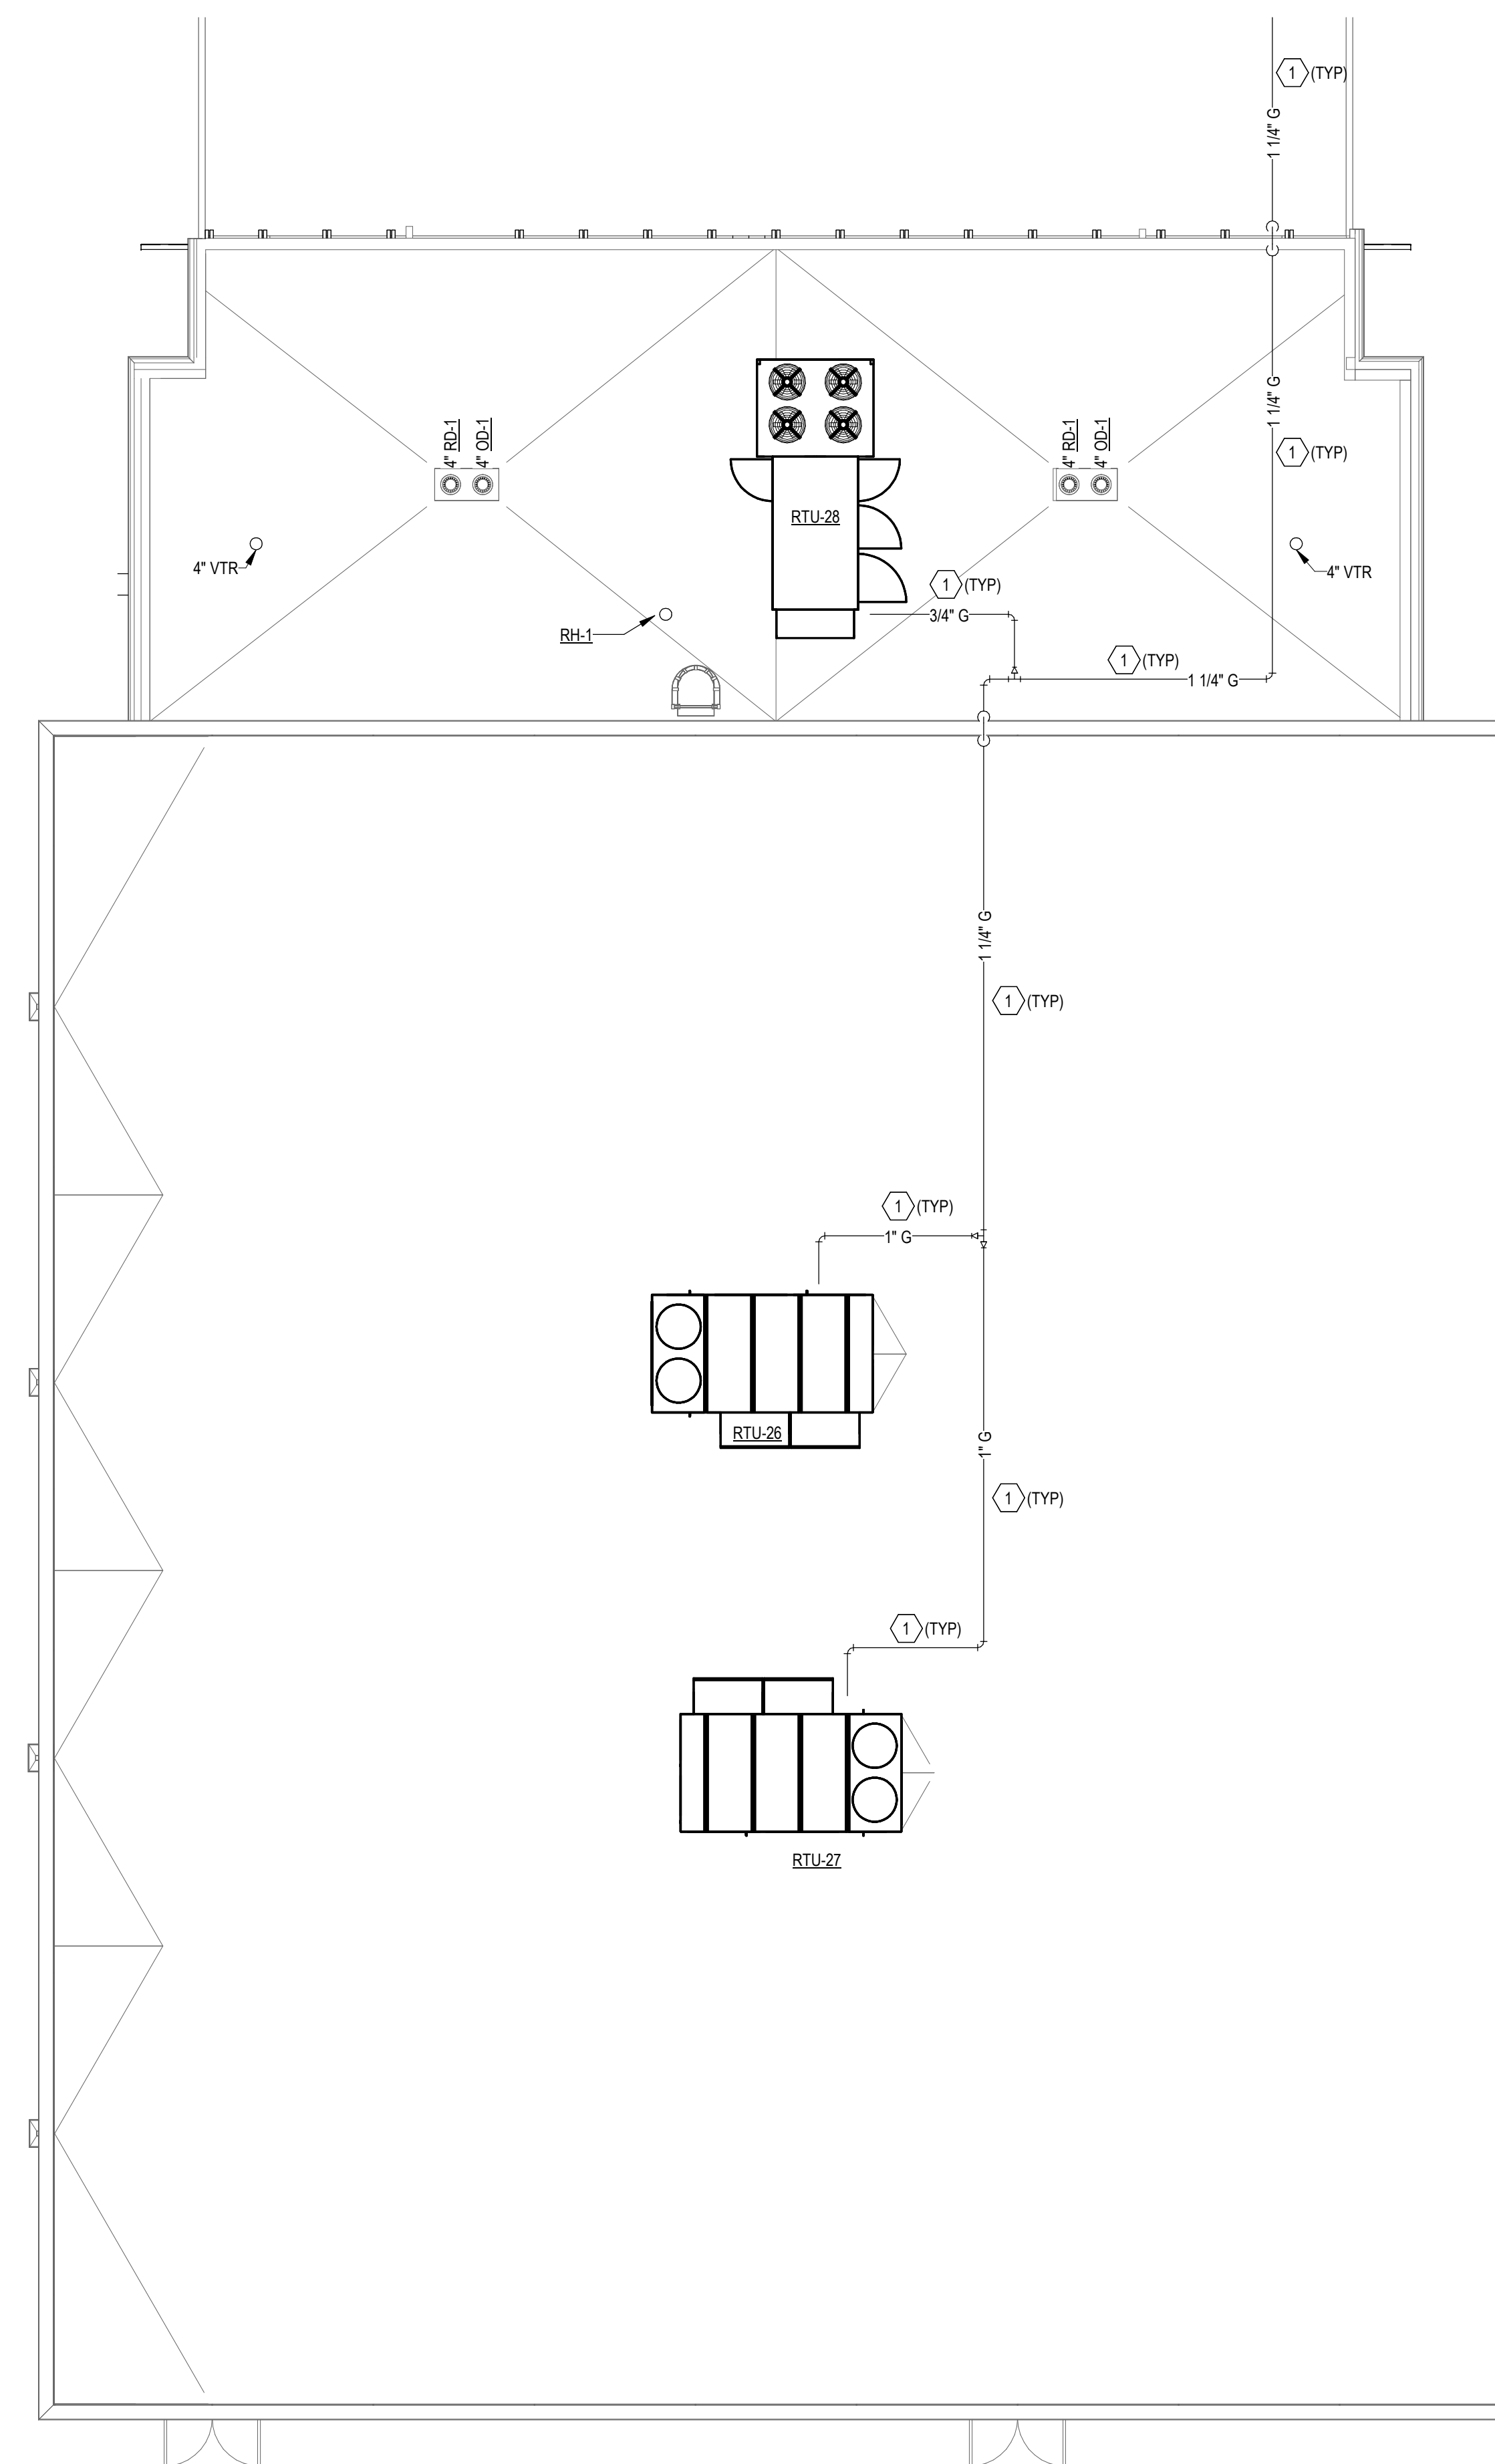 1 (TYP)
1 1/4" G
1 1/4" G
4" RD-1
4" OD-1
4" RD-1
4" OD-1
1 (TYP)
RTU-28
4" VTR
4" VTR
1 (TYP)
3/4" G
RH-1
1 (TYP)
1 1/4" G
1 1/4" G
1 (TYP)
1 (TYP)
1" G
RTU-26
1" G
1 (TYP)
1 (TYP)
RTU-27